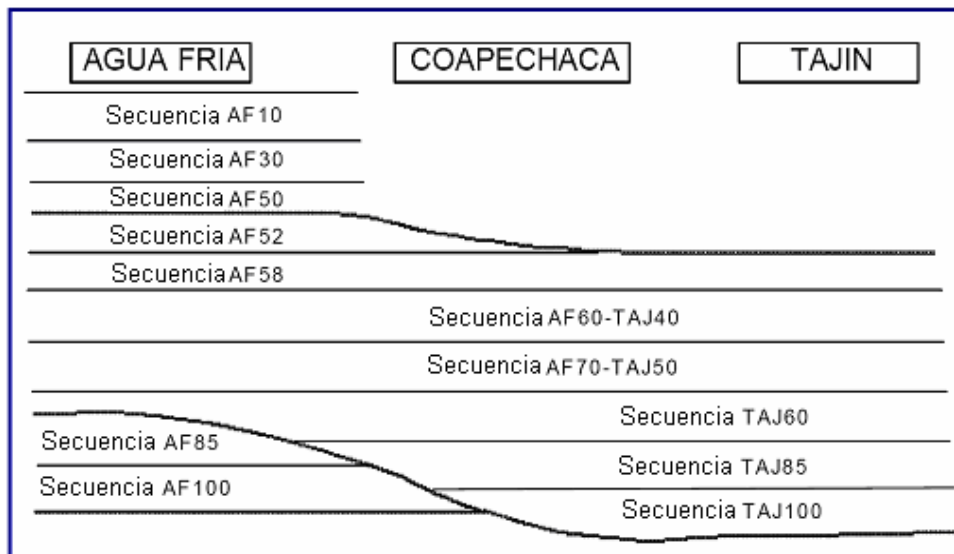 AGUA FRIA
COAPECHACA
TAJIN
Secuencia AF10
Secuencia AF30
Secuencia AF50
Secuencia AF52
Secuencia AF58
Secuencia AF60-TAJ40
Secuencia AF70-TAJ50
Secuencia TAJ60
Secuencia AF85
Secuencia TAJ85
Secuencia AF100
Secuencia TAJ100